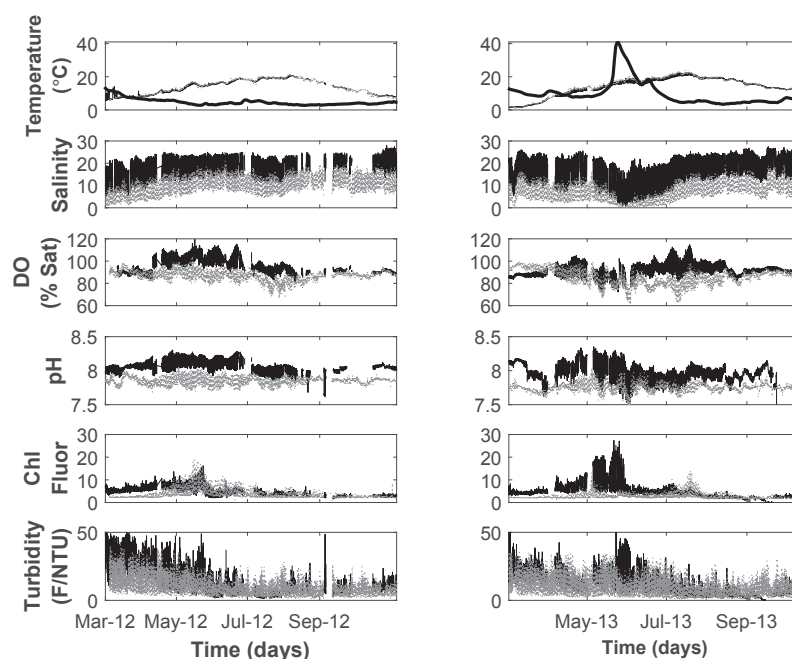 Temperature
(°C)
40
20
0
40
20
0
Salinity
30
20
10
0
30
20
10
0
DO
(% Sat)
120
100
80
60
120
100
80
60
pH
8.5
8
7.5
8.5
8
7.5
Chl
Fluor
30
20
10
0
30
20
10
0
Turbidity
(F/NTU)
50
0
50
0
Mar-12 May-12 Jul-12 Sep-12
May-13 Jul-13 Sep-13
Time (days)
Time (days)